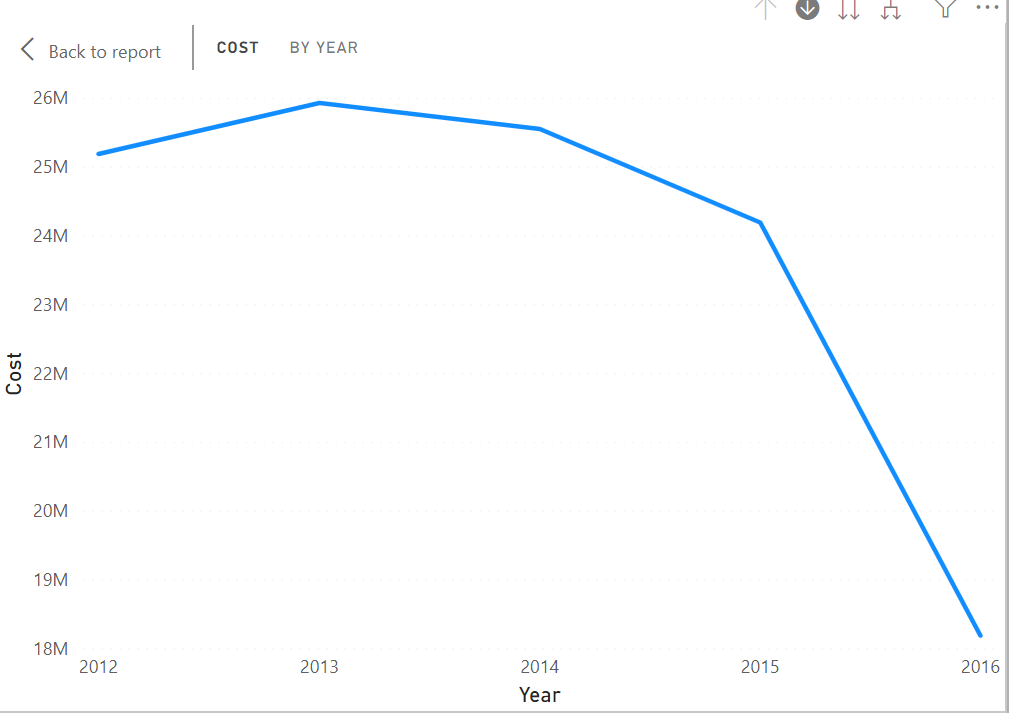 Back to report
COST
BY YEAR
26M
25M
24M
23M
22M
21M
20M
19M
18M
Cost
2012
2013
2014
2015
2016
Year